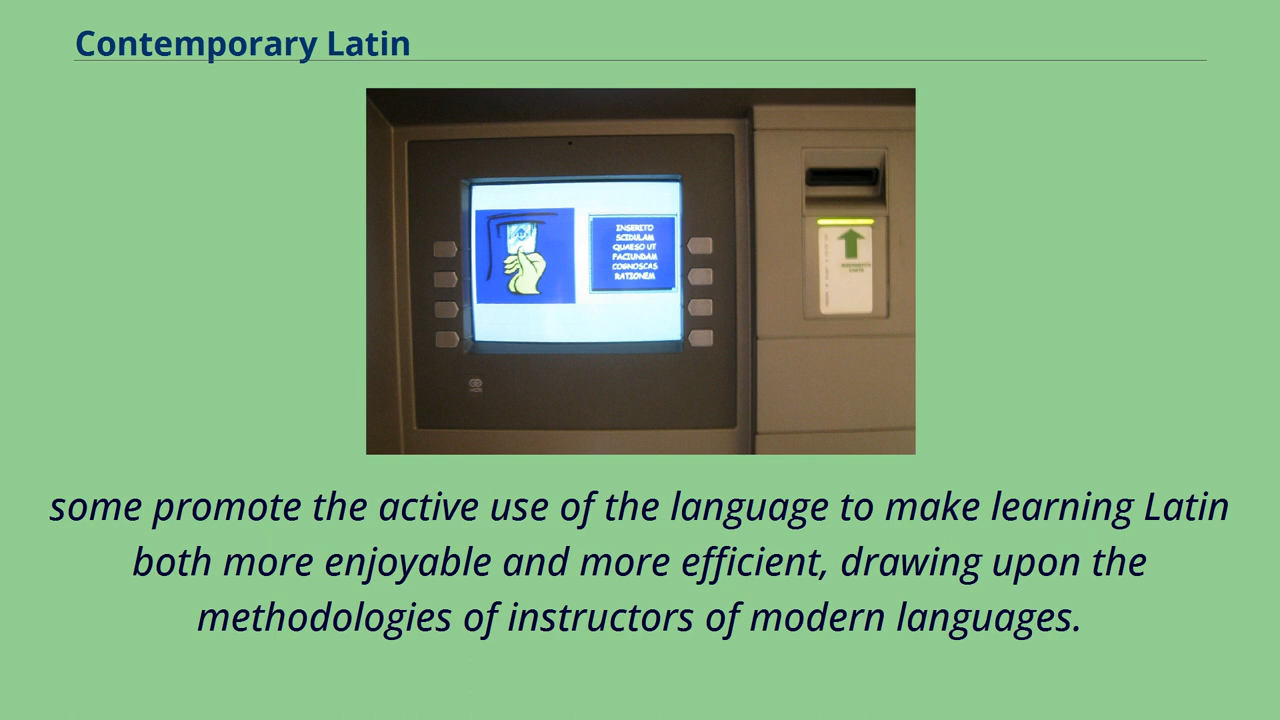 Contemporary Latin
INSERITO
SCIDULAM
QUAESO UT
FACIUNDAM
COGNOSCAS
RATIONEM
some promote the active use of the language to make learning Latin
both more enjoyable and more efficient, drawing upon the
methodologies of instructors of modern languages.